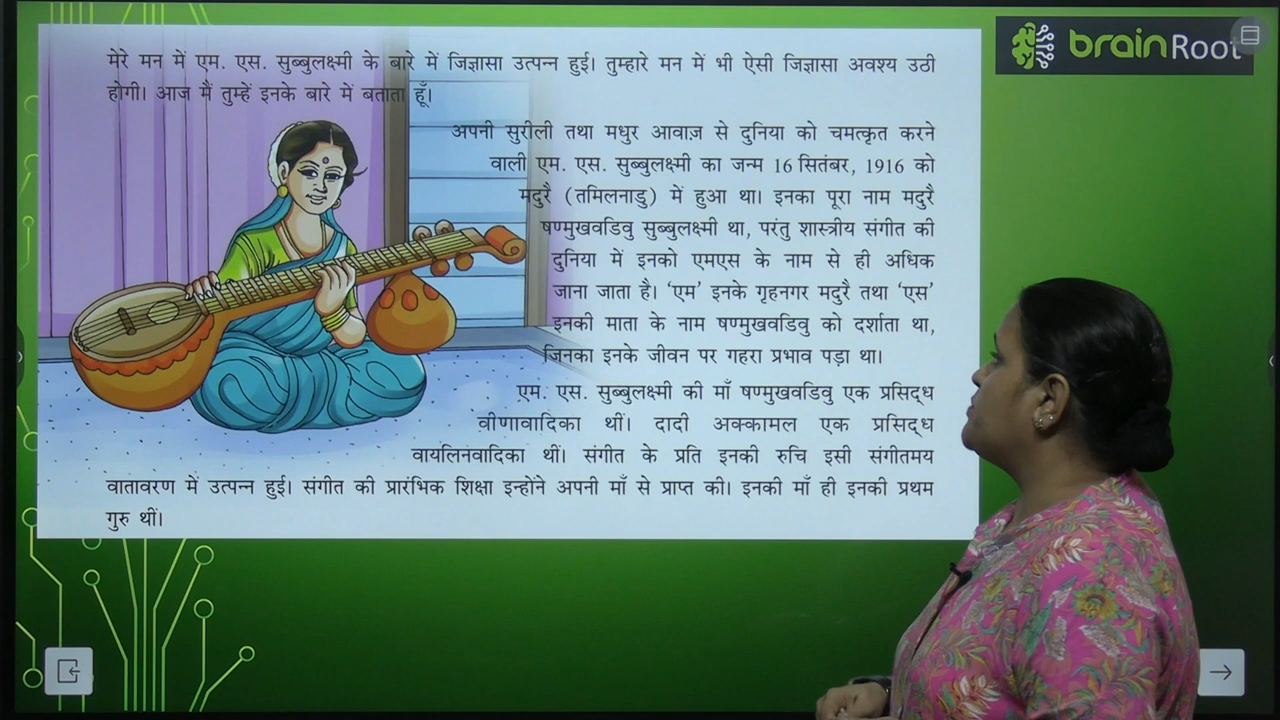 मेरे मन में एम. एस. सुब्बुलक्ष्मी के बारे में जिज्ञासा उत्पन्न हुई। तुम्हारे मन में भी ऐसी जिज्ञासा अवश्य उठी
होगी। आज मैं तुम्हें इनके बारे में बताता हूँ।
अपनी सुरीली तथा मधुर आवाज़ से दुनिया को चमत्कृत करने
वाली एम. एस. सुब्बुलक्ष्मी का जन्म 16 सितंबर, 1916 को
मदुरै (तमिलनाडु) में हुआ था। इनका पूरा नाम मदुरै
षण्मुखवडिवु सुब्बुलक्ष्मी था, परंतु शास्त्रीय संगीत की
दुनिया में इनको एमएस के नाम से ही अधिक
जाना जाता है। ‘एम’ इनके गृहनगर मदुरै तथा ‘एस’
इनकी माता के नाम षण्मुखवडिवु को दर्शाता था,
जिनका इनके जीवन पर गहरा प्रभाव पड़ा था।
एम. एस. सुब्बुलक्ष्मी की माँ षण्मुखवडिवु एक प्रसिद्ध
वीणावादिका थीं। दादी अक्कामल एक प्रसिद्ध
वायलिनवादिका थीं। संगीत के प्रति इनकी रुचि इसी संगीतमय
वातावरण में उत्पन्न हुई। संगीत की प्रारंभिक शिक्षा इन्होंने अपनी माँ से प्राप्त की। इनकी माँ ही इनकी प्रथम
गुरु थीं।
brainRoot